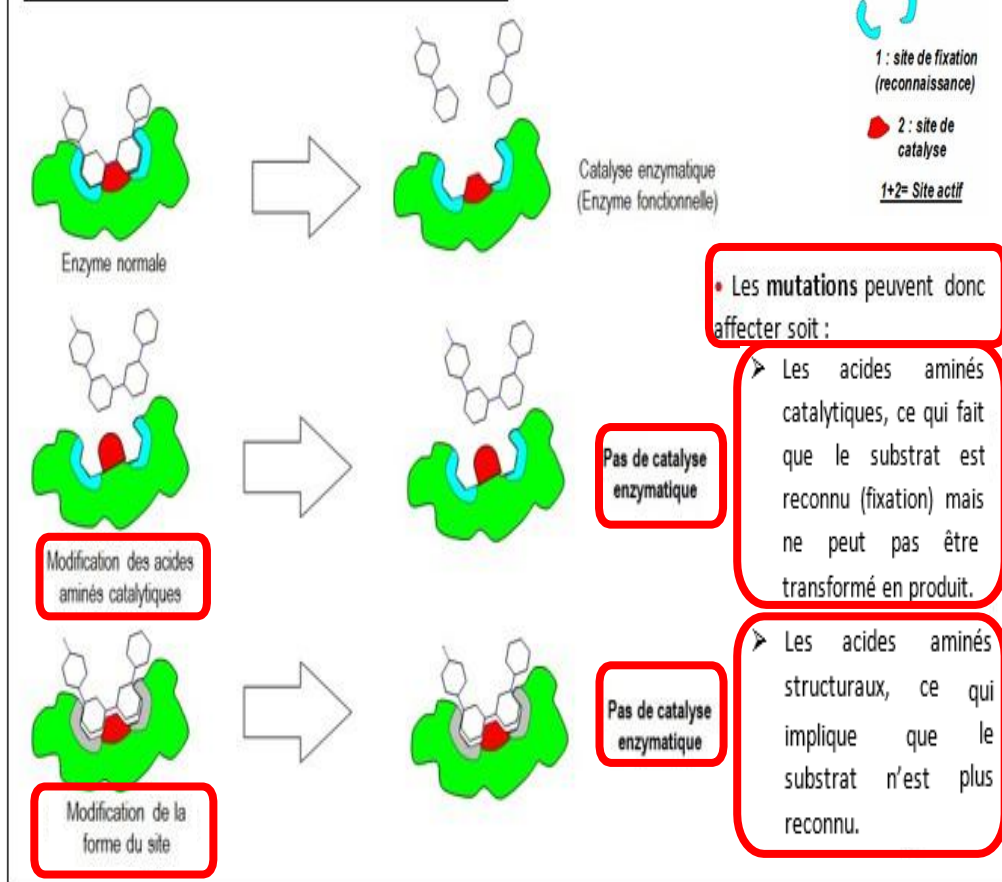 1 : site de fixation
(reconnaissance)
2 : site de
catalyse
1+2= Site actif
Catalyse enzymatique
(Enzyme fonctionnelle)
Enzyme normale
• Les mutations peuvent donc
affecter soit :
➢ Les acides aminés
catalytiques, ce qui fait
que le substrat est
reconnu (fixation) mais
ne peut pas être
transformé en produit.
Pas de catalyse
enzymatique
Modification des acides
aminés catalytiques
➢ Les acides aminés
structuraux, ce qui
implique que le
substrat n'est plus
reconnu.
Pas de catalyse
enzymatique
Modification de la
forme du site